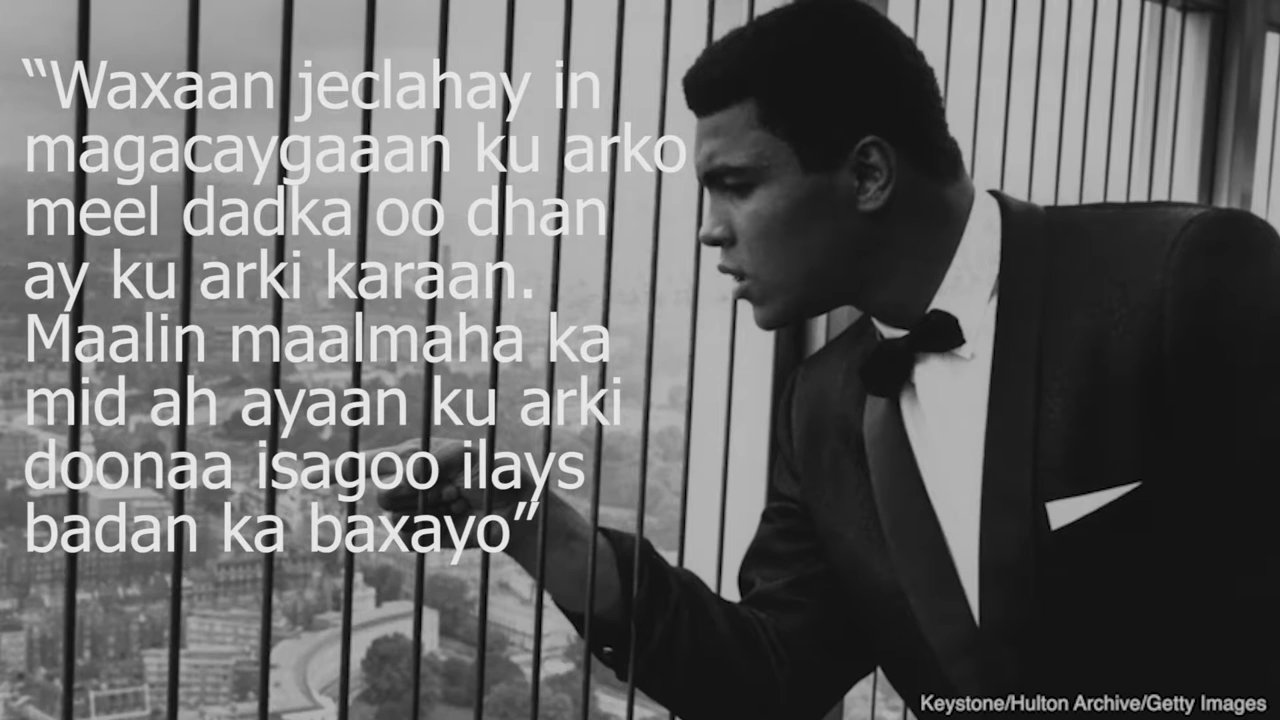 “Waxaan jeclahay in
magacaygaaan ku arko
meel dadka oo dhan
ay ku arki karaan.
Maalin maalmaha ka
mid ah ayaan ku arki
doonaa isagoo ilays
badan ka baxayo”
Keystone/Hulton Archive/Getty Images